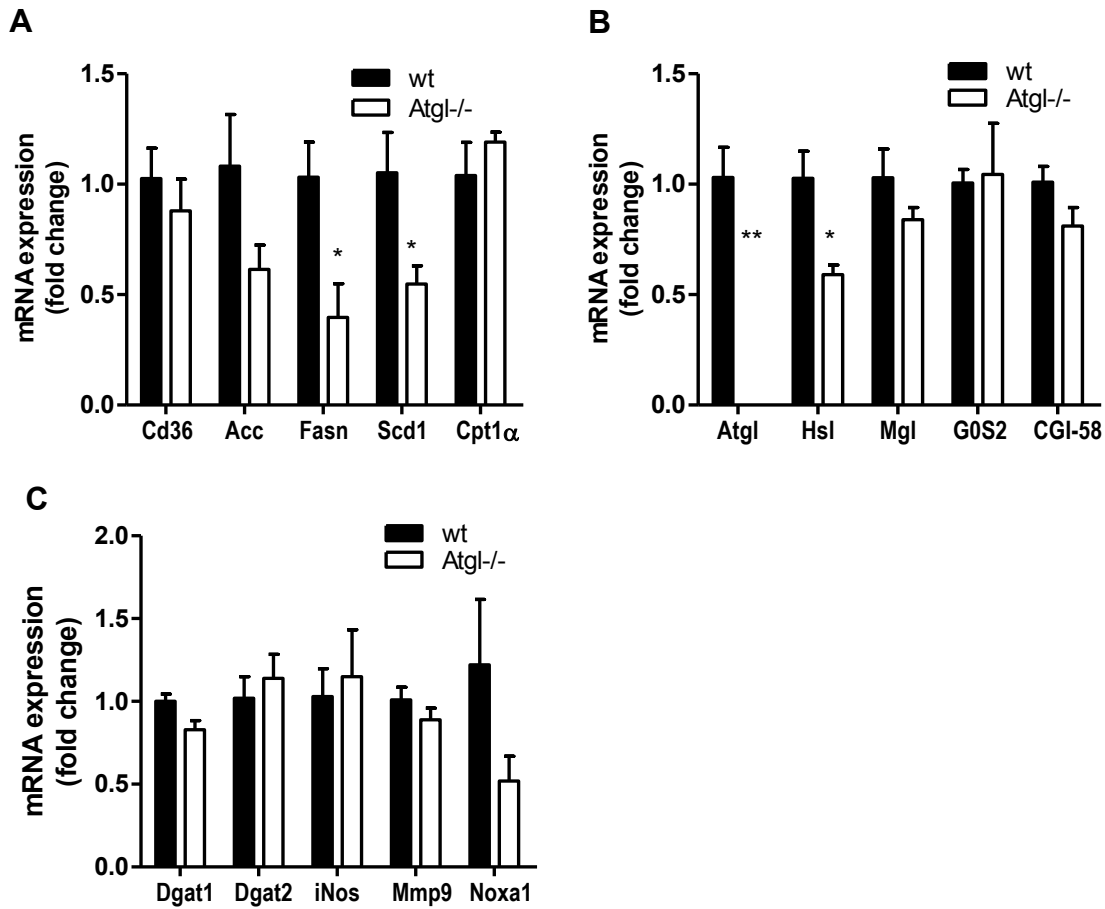 A
mRNA expression
(fold change)
1.5
1.0
0.5
0.0
wt
Atgl-/-
*
*
Cd36 Acc Fasn Scd1 Cpt1α
B
mRNA expression
(fold change)
1.5
1.0
0.5
0.0
wt
Atgl-/-
** *
Atgl Hsl Mgl G0S2 CGI-58
C
mRNA expression
(fold change)
2.0
1.5
1.0
0.5
0.0
wt
Atgl-/-
Dgat1 Dgat2 iNos Mmp9 Noxa1